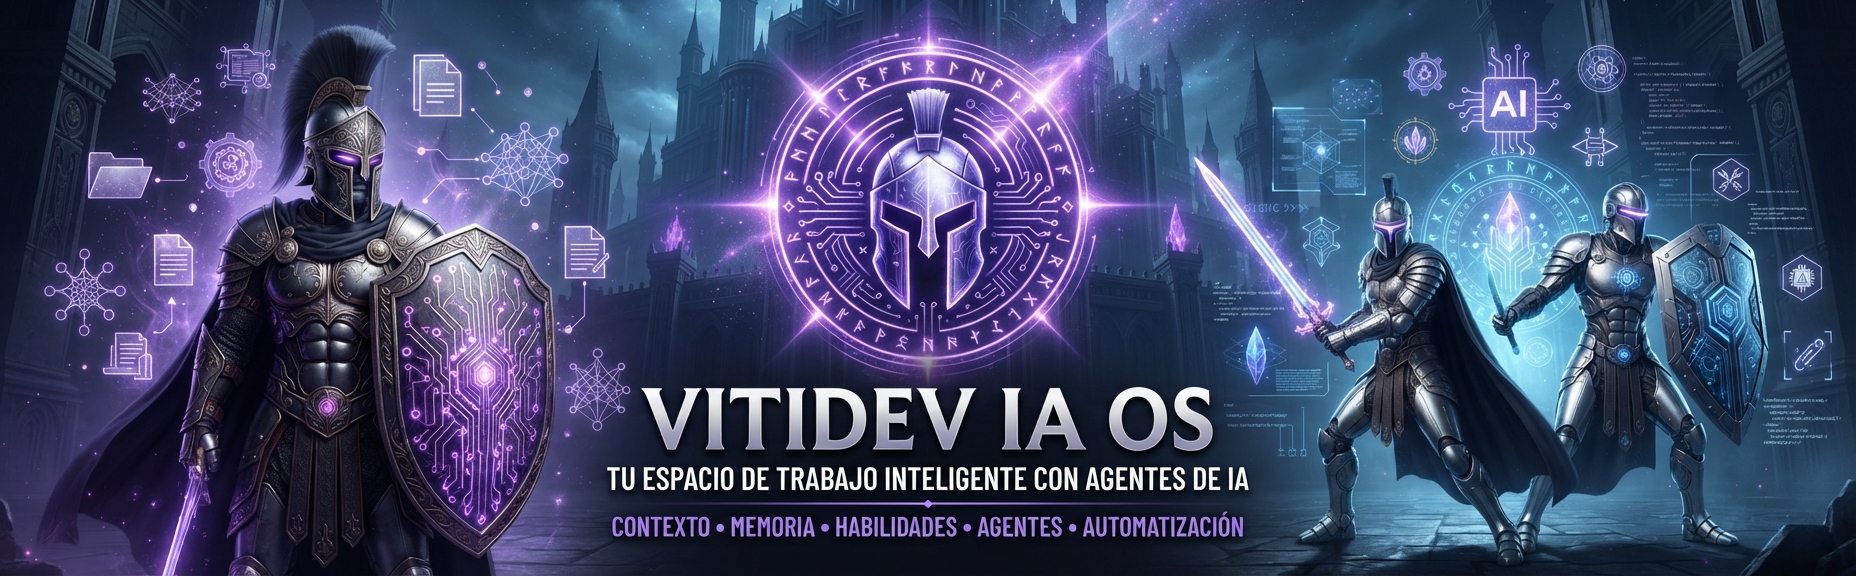 AI
VITIDEV IA OS
TU ESPACIO DE TRABAJO INTELIGENTE CON AGENTES DE IA
CONTEXTO • MEMORIA • HABILIDADES • AGENTES • AUTOMATIZACIÓN